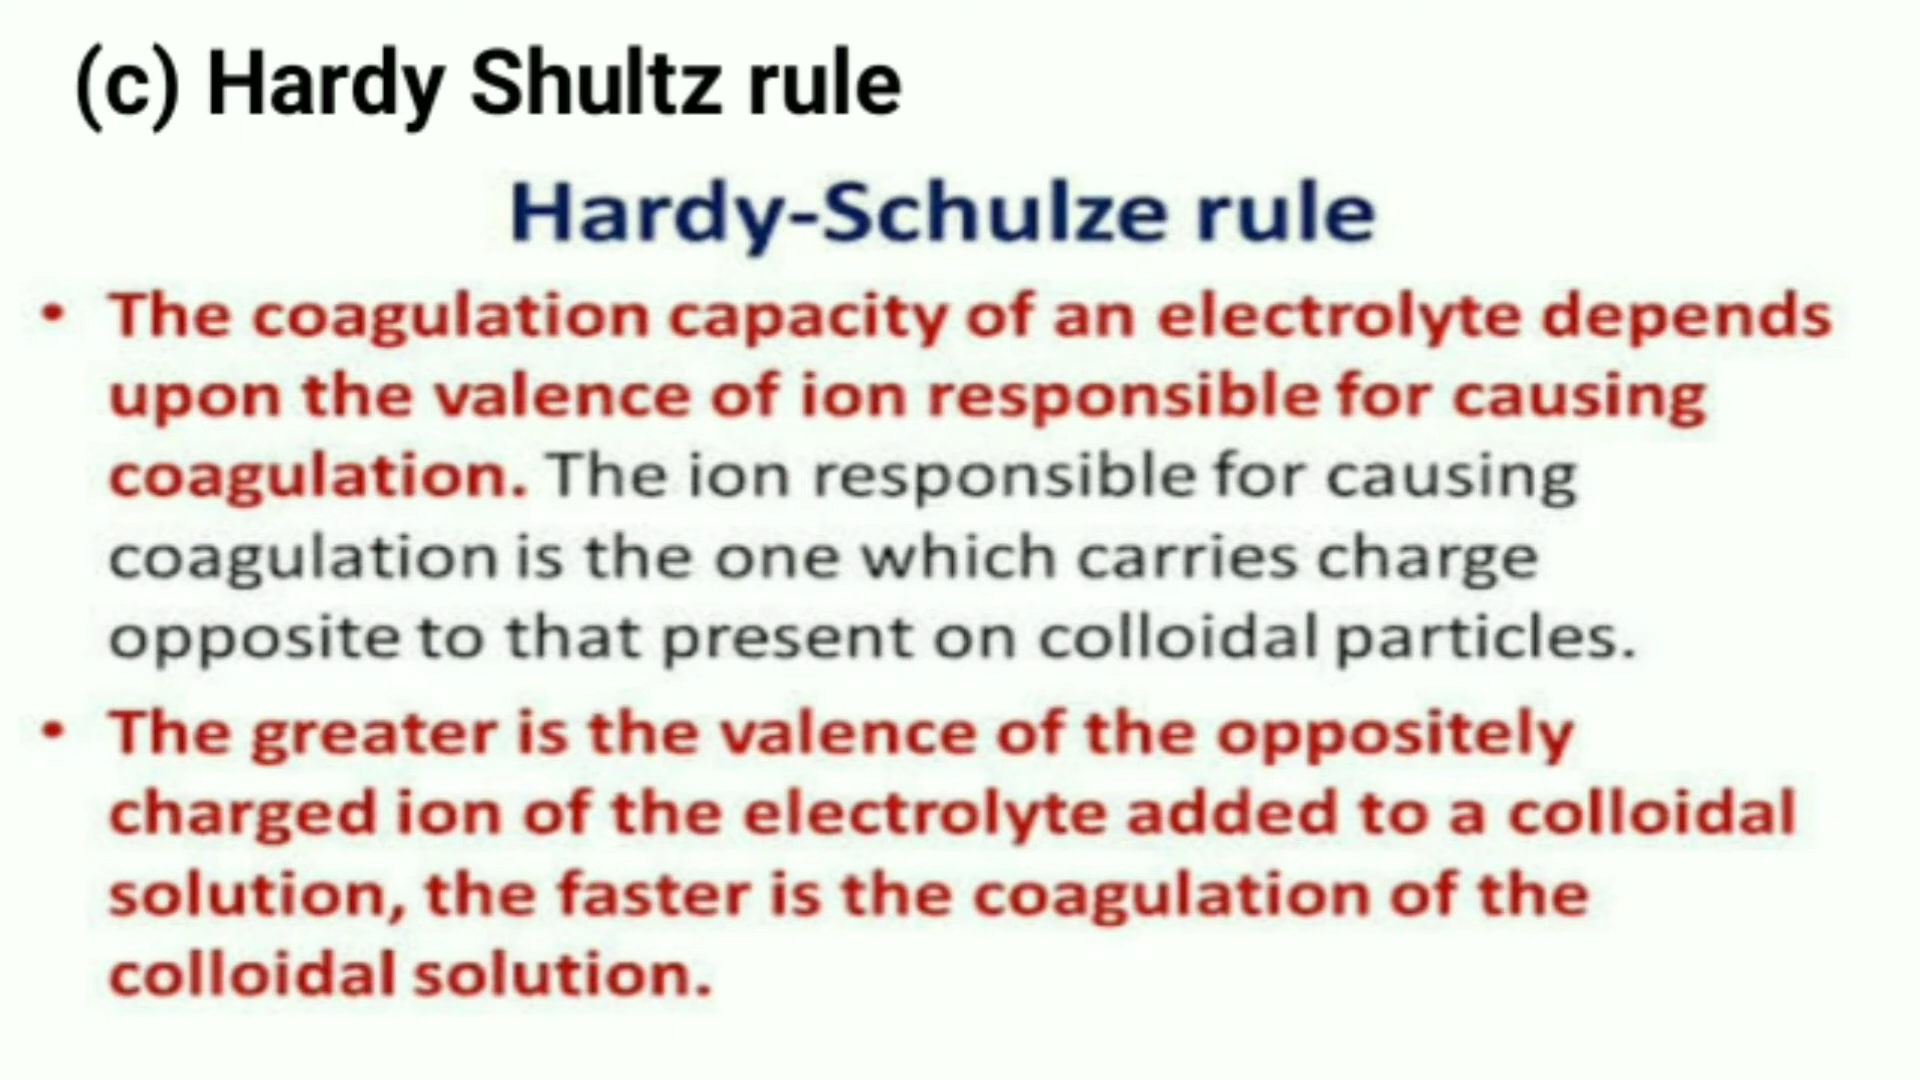 (c) Hardy Shultz rule
Hardy-Schulze rule
• The coagulation capacity of an electrolyte depends
upon the valence of ion responsible for causing
coagulation. The ion responsible for causing
coagulation is the one which carries charge
opposite to that present on colloidal particles.
• The greater is the valence of the oppositely
charged ion of the electrolyte added to a colloidal
solution, the faster is the coagulation of the
colloidal solution.